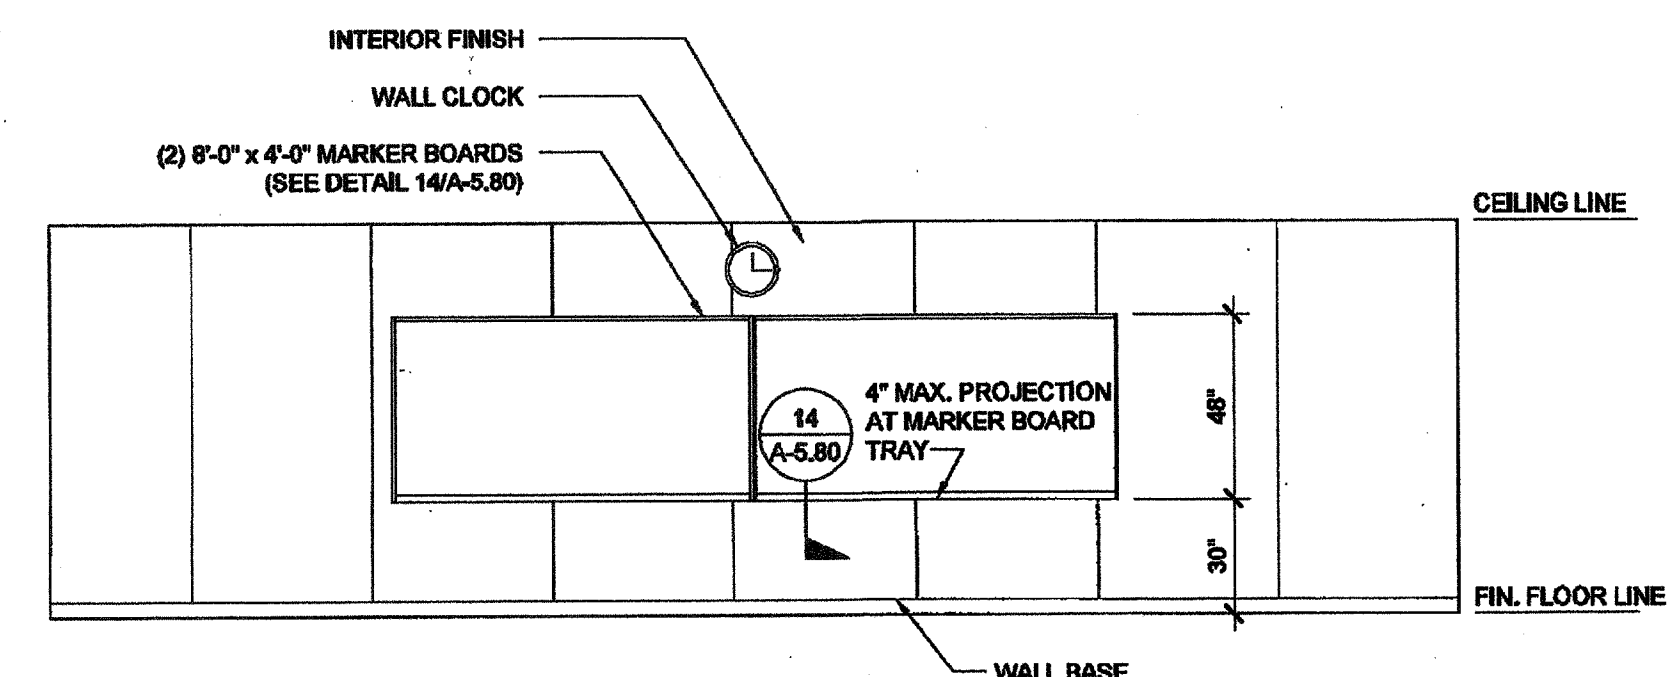 INTERIOR FINISH
WALL CLOCK
(2) 8'-0" x 4'-0" MARKER BOARDS
(SEE DETAIL 14/A-5.80)
CEILING LINE
4" MAX. PROJECTION
AT MARKER BOARD
TRAY
14
A-5.80
48"
30"
FIN. FLOOR LINE
WALL BASE